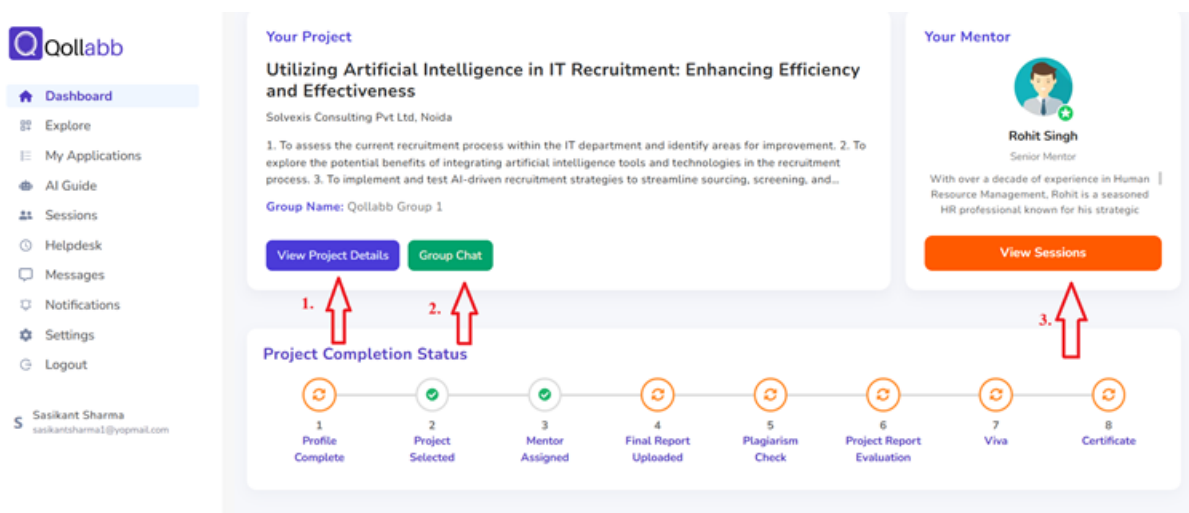 Qollabb
Dashboard
Explore
My Applications
AI Guide
Sessions
Helpdesk
Messages
Notifications
Settings
Logout
S
Sasikant Sharma
sasikantsharma1@yopmail.com
Your Project
Utilizing Artificial Intelligence in IT Recruitment: Enhancing Efficiency
and Effectiveness
Solvexis Consulting Pvt Ltd, Noida
1. To assess the current recruitment process within the IT department and identify areas for improvement. 2. To
explore the potential benefits of integrating artificial intelligence tools and technologies in the recruitment
process. 3. To implement and test AI-driven recruitment strategies to streamline sourcing, screening, and...
Group Name: Qollabb Group 1
View Project Details
Group Chat
1.
2.
Your Mentor
Rohit Singh
Senior Mentor
With over a decade of experience in Human
Resource Management, Rohit is a seasoned
HR professional known for his strategic
View Sessions
3.
Project Completion Status
1
Profile
Complete
2
Project
Selected
3
Mentor
Assigned
4
Final Report
Uploaded
5
Plagiarism
Check
6
Project Report
Evaluation
7
Viva
8
Certificate